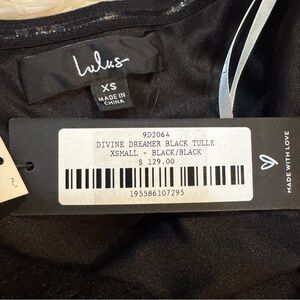 Lulus
XS
MADE IN
CHINA
9D2064
DIVINE DREAMER BLACK TULLE
XSMALL - BLACK/BLACK
$ 129.00
195586107295
MADE WITH LOVE